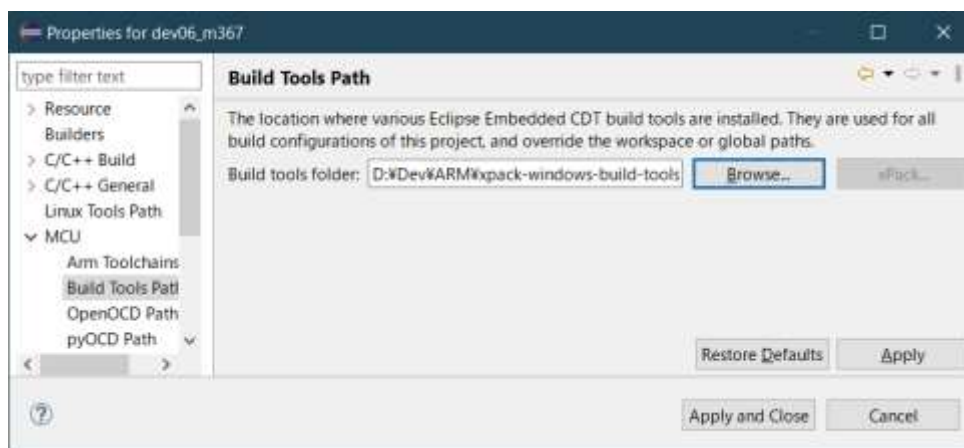 Properties for dev06_m367
type filter text
Resource
Builders
C/C++ Build
C/C++ General
Linux Tools Path
MCU
Arm Toolchains
Build Tools Patl
OpenOCD Path
pyOCD Path
Build Tools Path
The location where various Eclipse Embedded CDT build tools are installed. They are used for all
build configurations of this project, and override the workspace or global paths.
Build tools folder: D:¥Dev¥ARM¥xpack-windows-build-tools Browse... xPack...
Restore Defaults Apply
Apply and Close Cancel